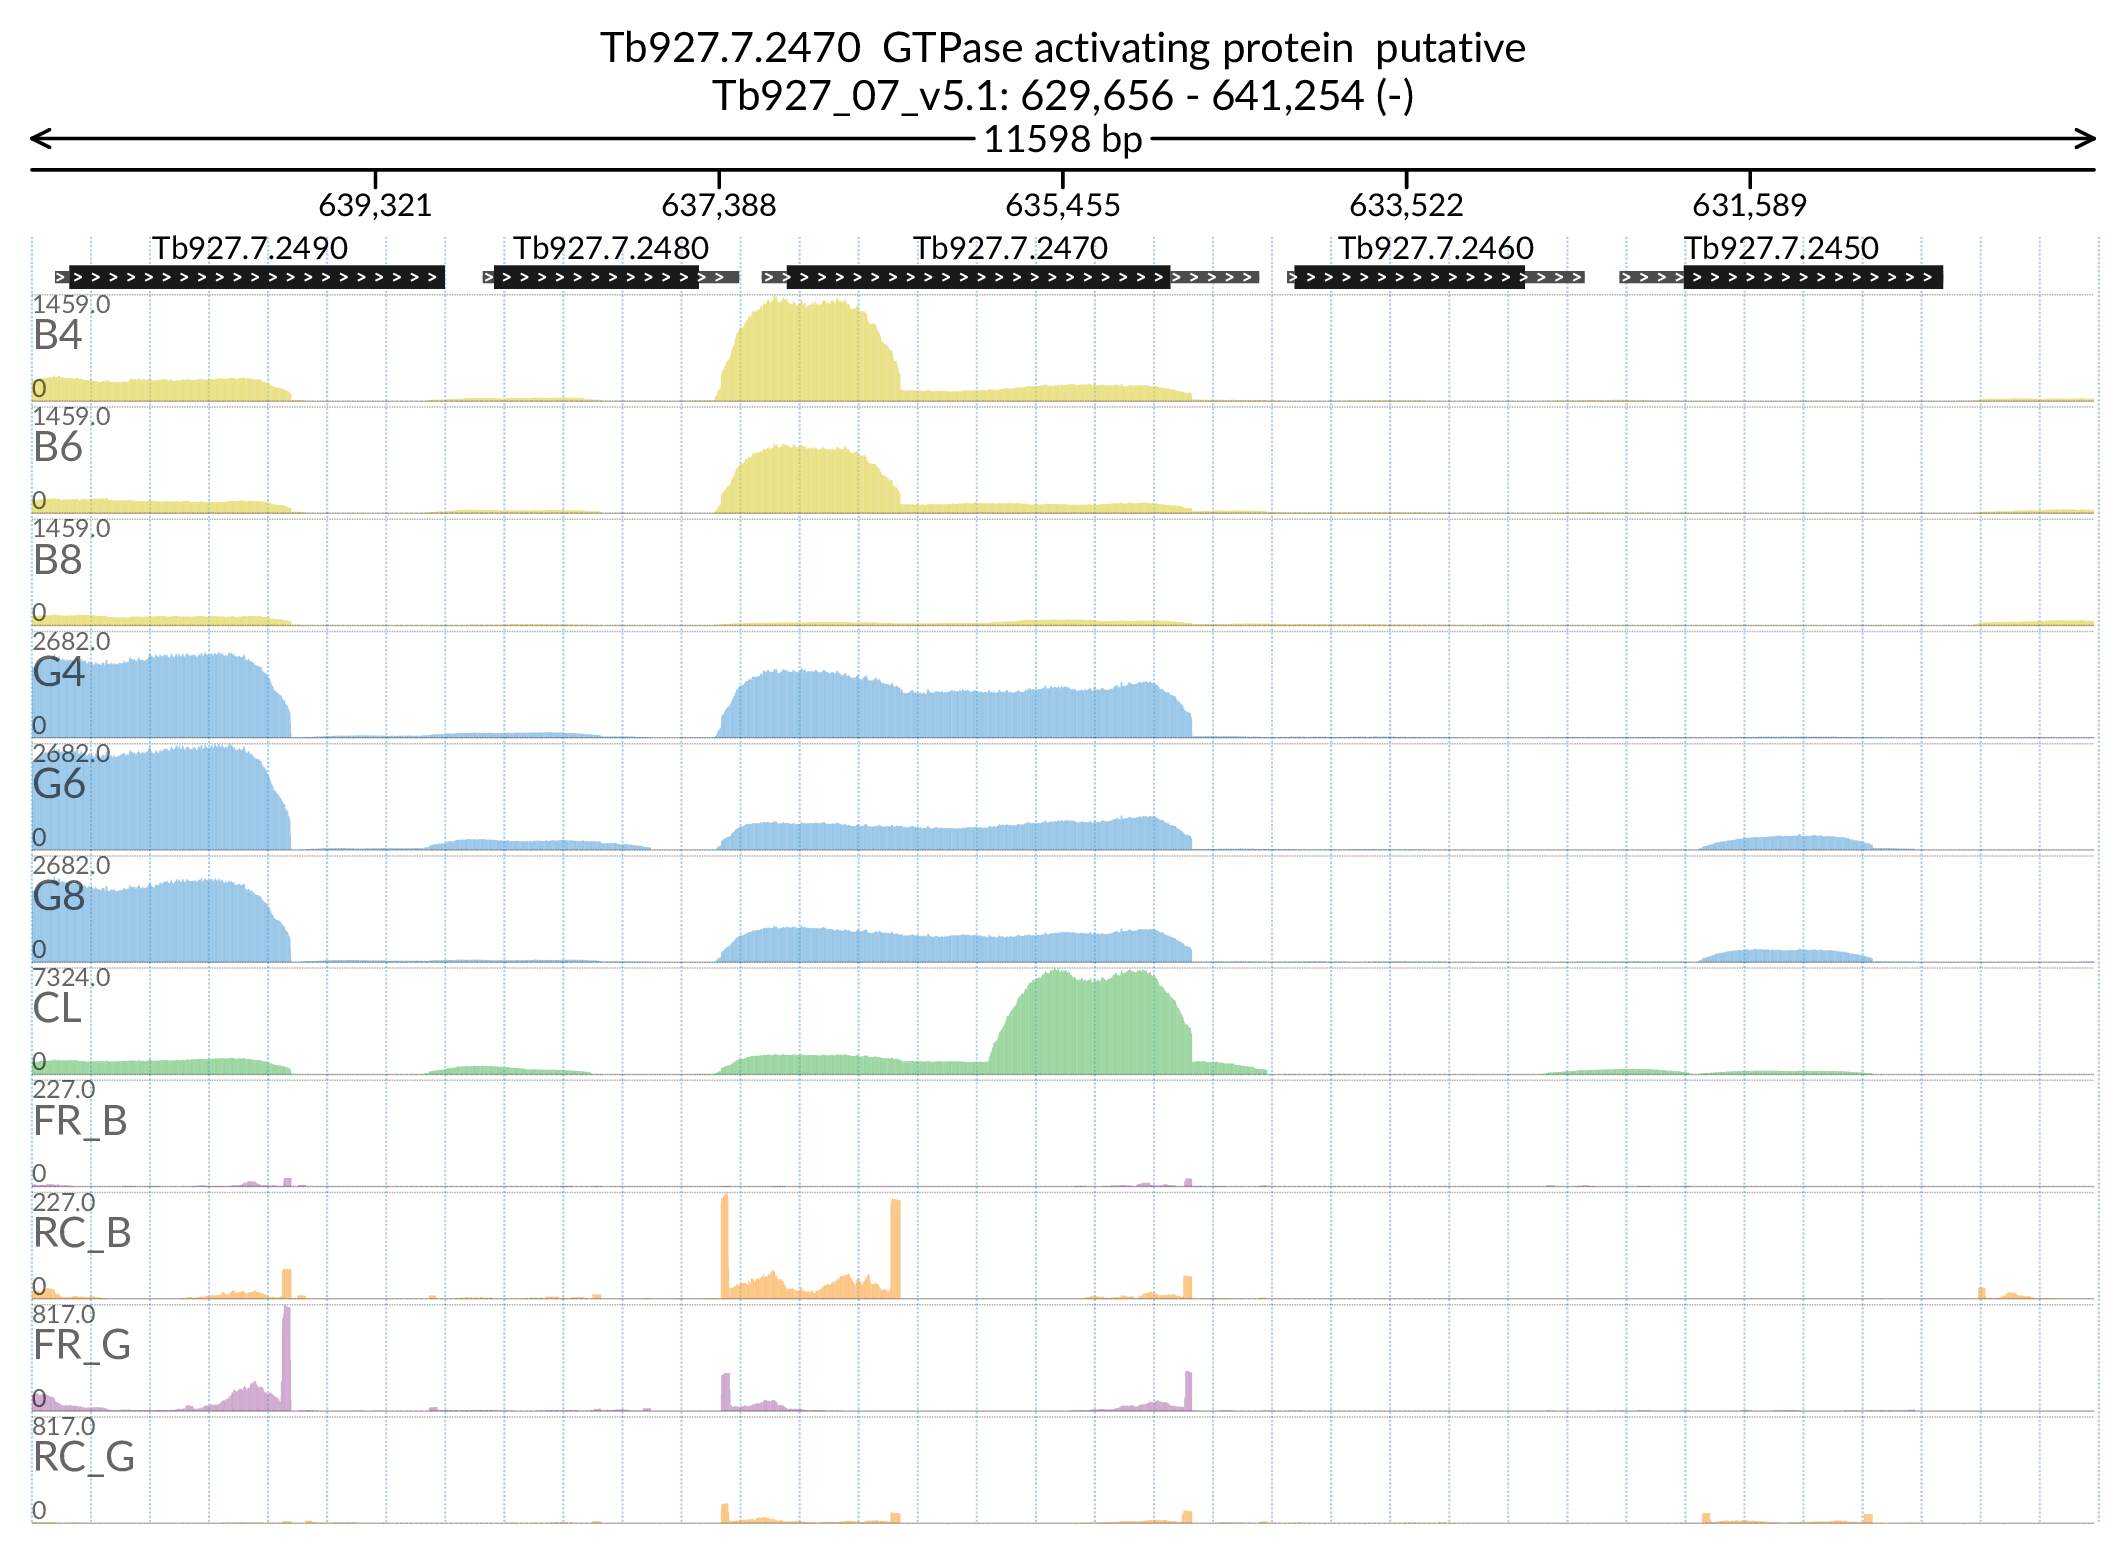 Tb927.7.2470  GTPase activating protein  putative
Tb927_07_v5.1: 629,656 - 641,254 (-)
11598 bp
639,321 637,388 635,455 633,522 631,589
Tb927.7.2490 Tb927.7.2480 Tb927.7.2470 Tb927.7.2460 Tb927.7.2450
1459.0
B4
0
1459.0
B6
0
1459.0
B8
0
2682.0
G4
0
2682.0
G6
0
2682.0
G8
0
7324.0
CL
0
227.0
FR_B
0
227.0
RC_B
0
817.0
FR_G
0
817.0
RC_G
0